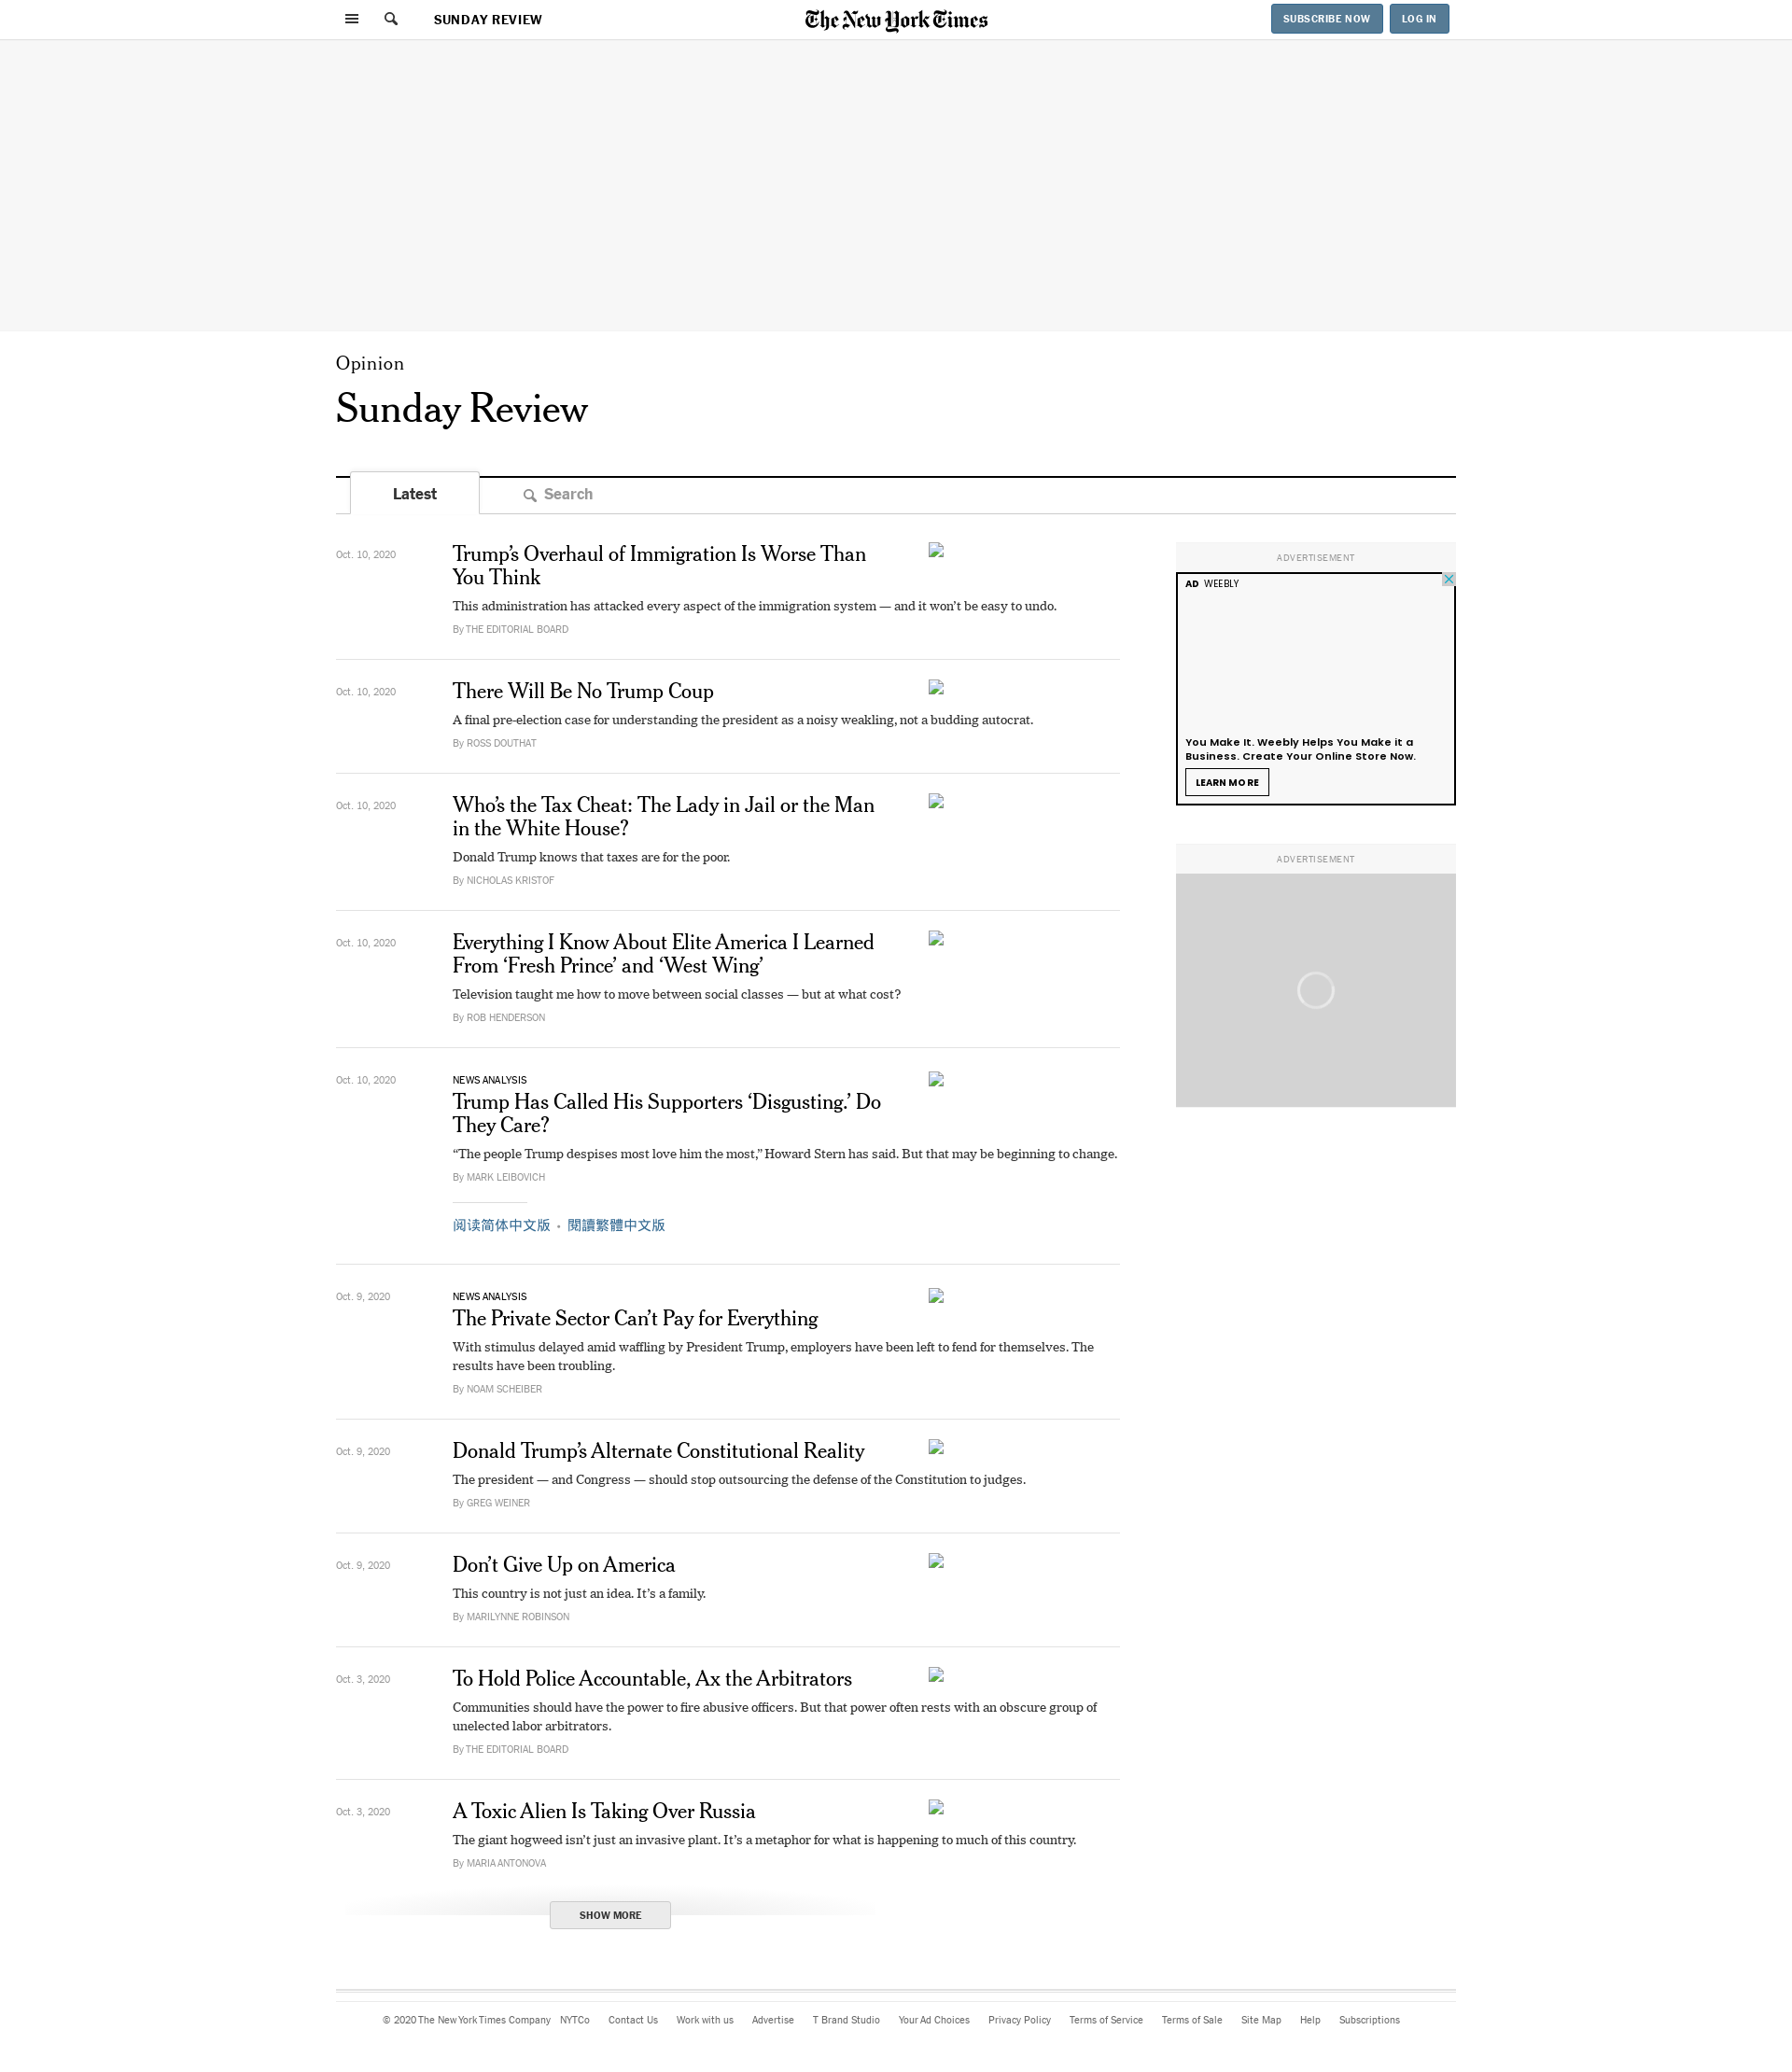 SUNDAY REVIEW
The New York Times
SUBSCRIBE NOW
LOG IN
Opinion
Sunday Review
Latest
Search
Oct. 10, 2020
Trump’s Overhaul of Immigration Is Worse Than
You Think
This administration has attacked every aspect of the immigration system — and it won’t be easy to undo.
By THE EDITORIAL BOARD
Oct. 10, 2020
There Will Be No Trump Coup
A final pre-election case for understanding the president as a noisy weakling, not a budding autocrat.
By ROSS DOUTHAT
Oct. 10, 2020
Who’s the Tax Cheat: The Lady in Jail or the Man
in the White House?
Donald Trump knows that taxes are for the poor.
By NICHOLAS KRISTOF
Oct. 10, 2020
Everything I Know About Elite America I Learned
From ‘Fresh Prince’ and ‘West Wing’
Television taught me how to move between social classes — but at what cost?
By ROB HENDERSON
Oct. 10, 2020
NEWS ANALYSIS
Trump Has Called His Supporters ‘Disgusting.’ Do
They Care?
“The people Trump despises most love him the most,” Howard Stern has said. But that may be beginning to change.
By MARK LEIBOVICH
阅读简体中文版 • 閱讀繁體中文版
Oct. 9, 2020
NEWS ANALYSIS
The Private Sector Can’t Pay for Everything
With stimulus delayed amid waffling by President Trump, employers have been left to fend for themselves. The
results have been troubling.
By NOAM SCHEIBER
Oct. 9, 2020
Donald Trump’s Alternate Constitutional Reality
The president — and Congress — should stop outsourcing the defense of the Constitution to judges.
By GREG WEINER
Oct. 9, 2020
Don’t Give Up on America
This country is not just an idea. It’s a family.
By MARILYNNE ROBINSON
Oct. 3, 2020
To Hold Police Accountable, Ax the Arbitrators
Communities should have the power to fire abusive officers. But that power often rests with an obscure group of
unelected labor arbitrators.
By THE EDITORIAL BOARD
Oct. 3, 2020
A Toxic Alien Is Taking Over Russia
The giant hogweed isn’t just an invasive plant. It’s a metaphor for what is happening to much of this country.
By MARIA ANTONOVA
SHOW MORE
ADVERTISEMENT
AD WEEBLY
You Make It. Weebly Helps You Make it a
Business. Create Your Online Store Now.
LEARN MORE
ADVERTISEMENT
© 2020 The New York Times Company NYTCo Contact Us Work with us Advertise T Brand Studio Your Ad Choices Privacy Policy Terms of Service Terms of Sale Site Map Help Subscriptions